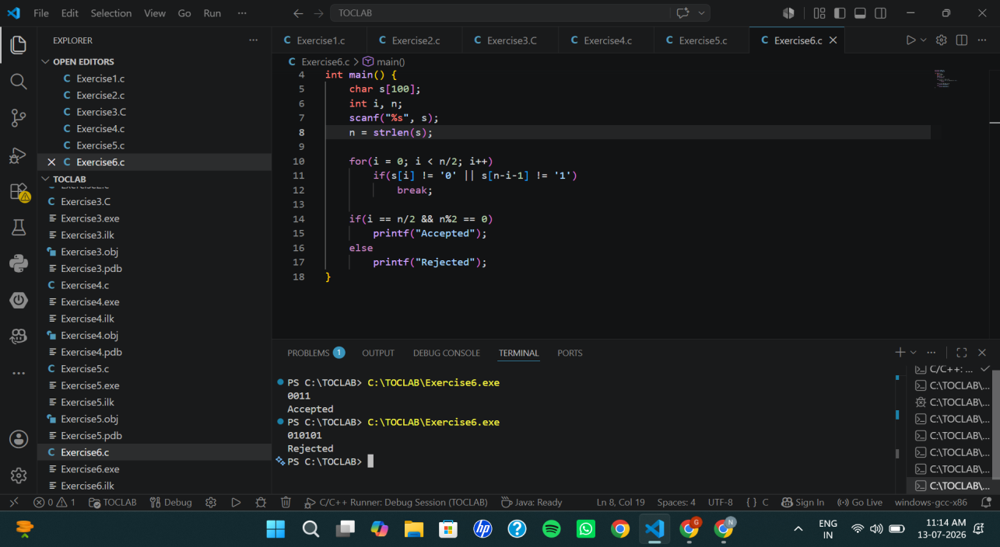 File Edit Selection View Go Run ··· TOCLAB
EXPLORER ···
OPEN EDITORS
C Exercise1.c
C Exercise2.c
C Exercise3.C
C Exercise4.c
C Exercise5.c
C Exercise6.c
TOCLAB
C Exercise2.c
C Exercise3.C
Exercise3.exe
Exercise3.ilk
Exercise3.obj
Exercise3.pdb
C Exercise4.c
Exercise4.exe
Exercise4.ilk
Exercise4.obj
Exercise4.pdb
C Exercise5.c
Exercise5.exe
Exercise5.ilk
Exercise5.obj
Exercise5.pdb
C Exercise6.c
Exercise6.exe
Exercise6.ilk
C Exercise1.c C Exercise2.c C Exercise3.C C Exercise4.c C Exercise5.c C Exercise6.c
C Exercise6.c > main()
4 int main() {
5 char s[100];
6 int i, n;
7 scanf("%s", s);
8 n = strlen(s);
9
10 for(i = 0; i < n/2; i++)
11 if(s[i] != '0' || s[n-i-1] != '1')
12 break;
13
14 if(i == n/2 && n%2 == 0)
15 printf("Accepted");
16 else
17 printf("Rejected");
18 }
PROBLEMS 1 OUTPUT DEBUG CONSOLE TERMINAL PORTS
PS C:\TOCLAB> C:\TOCLAB\Exercise6.exe
0011
Accepted
PS C:\TOCLAB> C:\TOCLAB\Exercise6.exe
010101
Rejected
PS C:\TOCLAB>
C/C++: ...
C:\TOCLAB\...
C:\TOCLAB\...
C:\TOCLAB\...
C:\TOCLAB\...
C:\TOCLAB\...
C:\TOCLAB\...
C:\TOCLAB\...
0 1 TOCLAB Debug C/C++ Runner: Debug Session (TOCLAB) Java: Ready Ln 8, Col 19 Spaces: 4 UTF-8 { } C Sign In Go Live windows-gcc-x86
hp ? G N ENG 11:14 AM
IN 13-07-2026